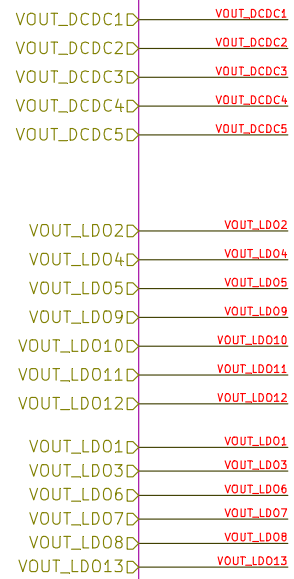 VOUT_DCDC1 VOUT_DCDC1
VOUT_DCDC2 VOUT_DCDC2
VOUT_DCDC3 VOUT_DCDC3
VOUT_DCDC4 VOUT_DCDC4
VOUT_DCDC5 VOUT_DCDC5
VOUT_LDO2 VOUT_LDO2
VOUT_LDO4 VOUT_LDO4
VOUT_LDO5 VOUT_LDO5
VOUT_LDO9 VOUT_LDO9
VOUT_LDO10 VOUT_LDO10
VOUT_LDO11 VOUT_LDO11
VOUT_LDO12 VOUT_LDO12
VOUT_LDO1 VOUT_LDO1
VOUT_LDO3 VOUT_LDO3
VOUT_LDO6 VOUT_LDO6
VOUT_LDO7 VOUT_LDO7
VOUT_LDO8 VOUT_LDO8
VOUT_LDO13 VOUT_LDO13